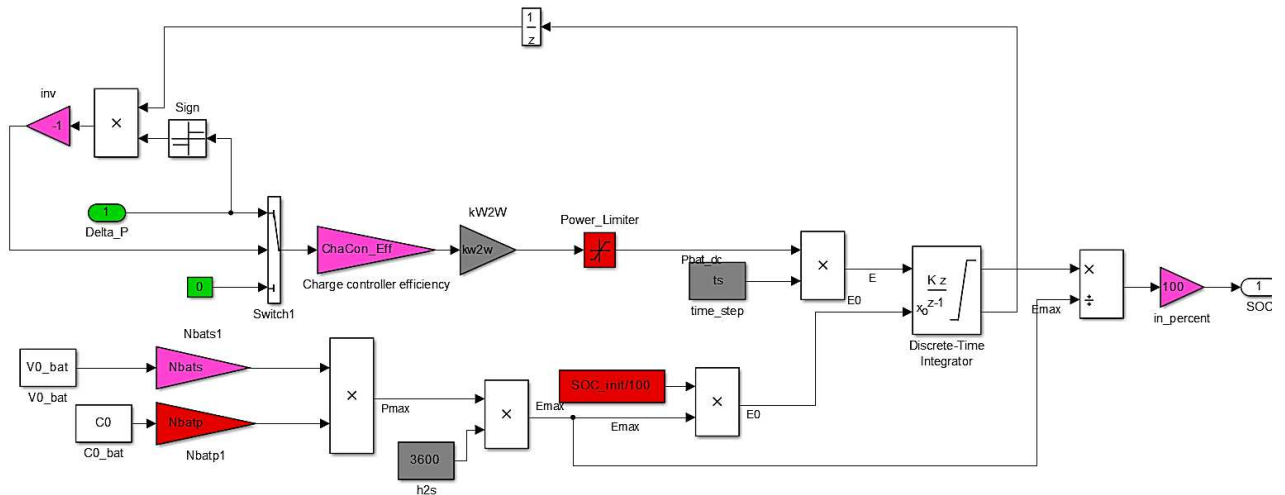 1
z
inv
-1
×
Sign
1
Delta_P
0
Switch1
ChaCon_Eff
Charge controller efficiency
kW2W
kw2w
Power_Limiter
Pbat_dc
ts
time_step
×
E
E0
K z
z-1
xo
Discrete-Time
Integrator
×
÷
Emax
100
in_percent
1
SOC
V0_bat
V0_bat
Nbats1
Nbats
C0
C0_bat
Nbatp
Nbatp1
×
Pmax
3600
h2s
×
Emax
SOC_init/100
Emax
×
E0